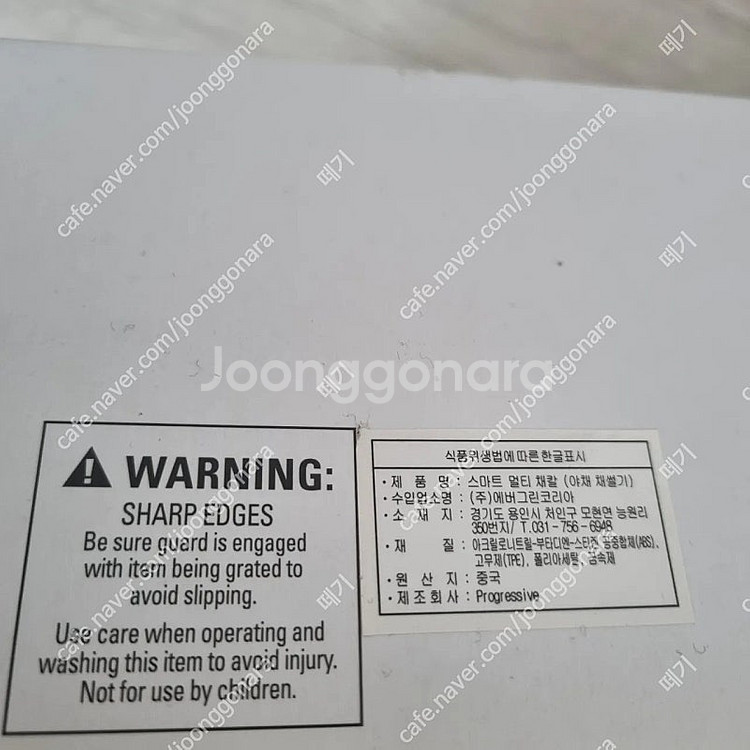 cafe.naver.com/joonggonara
떼기
Joonggonara
WARNING:
SHARP EDGES
Be sure guard is engaged
with item being grated to
avoid slipping.
Use care when operating and
washing this item to avoid injury.
Not for use by children.
식품위생법에따른한글표시
· 제 품 명 : 스마트 멀티 채칼 (야채 채썰기)
· 수입업소명 : (주)에버그린코리아
· 소 재 지 : 경기도 용인시 처인구 모현면 능원리
350번지/ T.031-756-6948
· 재 질 : 아크릴로니트릴-부타디엔-스티렌 공중합체(ABS),
고무제(TPE), 폴리아세탈, 금속제
· 원 산 지 : 중국
· 제조회사 : Progressive